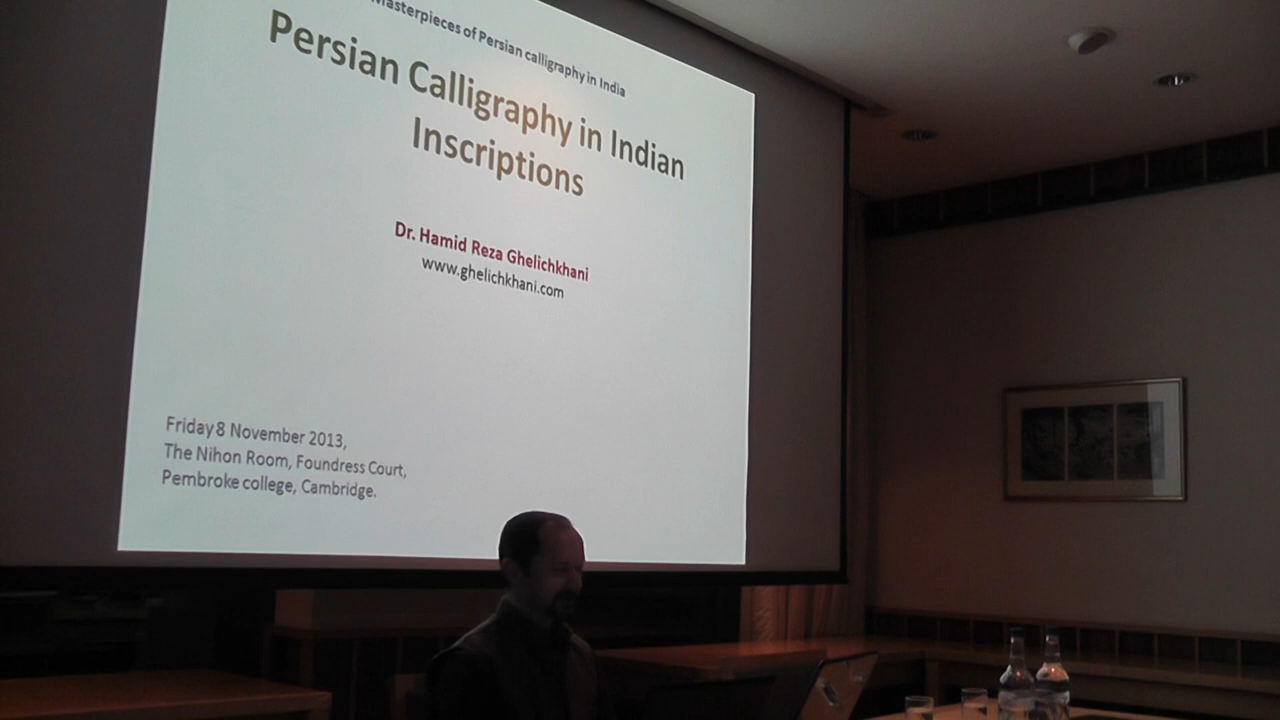 Masterpieces of Persian calligraphy in India
Persian Calligraphy in Indian
Inscriptions
Dr. Hamid Reza Ghelichkhani
www.ghelichkhani.com
Friday 8 November 2013,
The Nihon Room, Foundress Court,
Pembroke college, Cambridge.